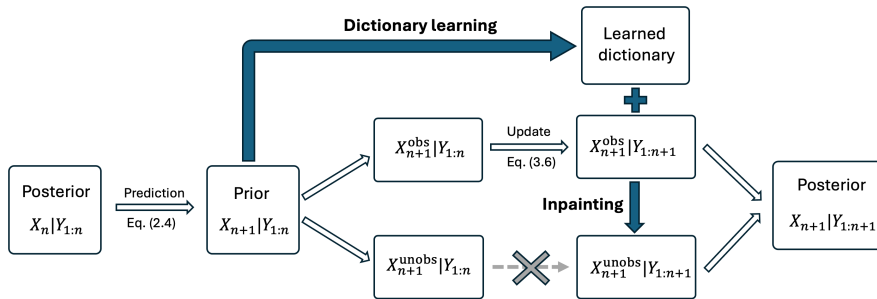 Dictionary learning
Learned
dictionary
Posterior
X_n|Y_{1:n}
Prediction
Eq. (2.4)
Prior
X_{n+1}|Y_{1:n}
X_{n+1}^{obs}|Y_{1:n}
Update
Eq. (3.6)
X_{n+1}^{obs}|Y_{1:n+1}
Inpainting
X_{n+1}^{unobs}|Y_{1:n}
X_{n+1}^{unobs}|Y_{1:n+1}
Posterior
X_{n+1}|Y_{1:n+1}